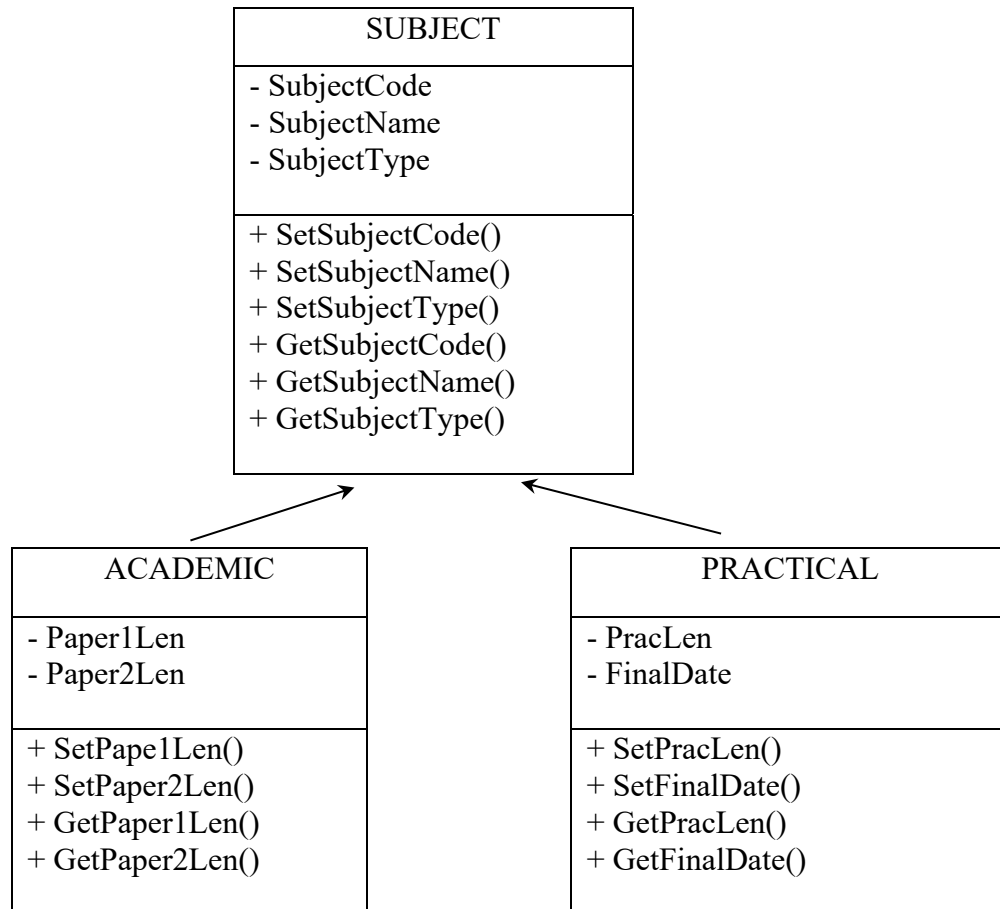 SUBJECT
- SubjectCode
- SubjectName
- SubjectType
+ SetSubjectCode()
+ SetSubjectName()
+ SetSubjectType()
+ GetSubjectCode()
+ GetSubjectName()
+ GetSubjectType()
ACADEMIC
- Paper1Len
- Paper2Len
+ SetPape1Len()
+ SetPaper2Len()
+ GetPaper1Len()
+ GetPaper2Len()
PRACTICAL
- PracLen
- FinalDate
+ SetPracLen()
+ SetFinalDate()
+ GetPracLen()
+ GetFinalDate()